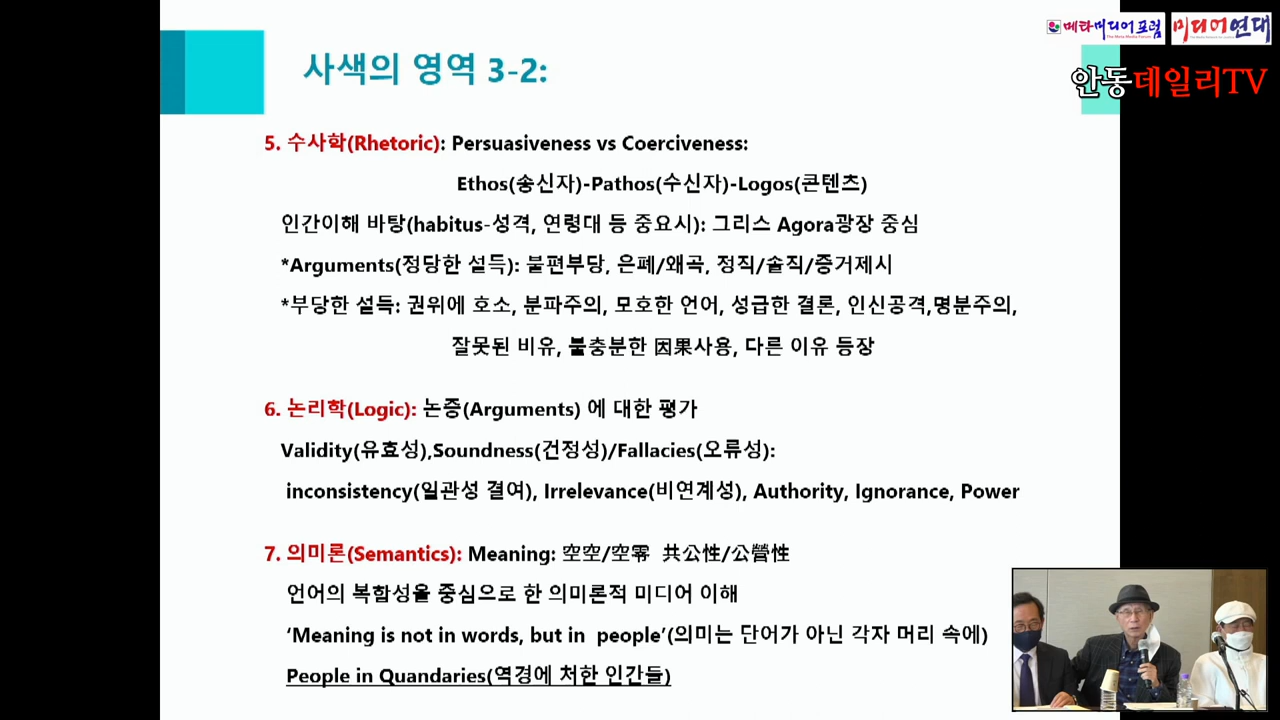 메타미디어포럼
미디어연대
안동데일리TV
사색의 영역 3-2:
5. 수사학(Rhetoric): Persuasiveness vs Coerciveness:
Ethos(송신자)-Pathos(수신자)-Logos(콘텐츠)
인간이해 바탕(habitus-성격, 연령대 등 중요시): 그리스 Agora광장 중심
*Arguments(정당한 설득): 불편부당, 은폐/왜곡, 정직/솔직/증거제시
*부당한 설득: 권위에 호소, 분파주의, 모호한 언어, 성급한 결론, 인신공격,명분주의,
잘못된 비유, 불충분한 因果사용, 다른 이유 등장
6. 논리학(Logic): 논증(Arguments) 에 대한 평가
Validity(유효성),Soundness(건정성)/Fallacies(오류성):
inconsistency(일관성 결여), Irrelevance(비연계성), Authority, Ignorance, Power
7. 의미론(Semantics): Meaning: 空空/空零 共公性/公營性
언어의 복합성을 중심으로 한 의미론적 미디어 이해
‘Meaning is not in words, but in people’(의미는 단어가 아닌 각자 머리 속에)
People in Quandaries(역경에 처한 인간들)